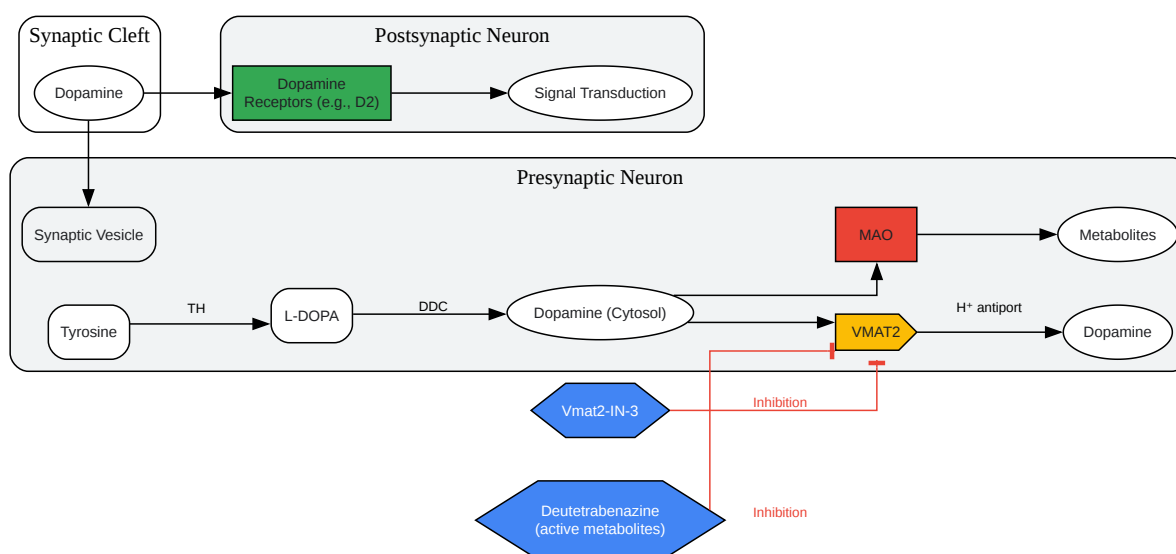 Synaptic Cleft
Postsynaptic Neuron
Dopamine
Dopamine
Receptors (e.g., D2)
Signal Transduction
Presynaptic Neuron
Synaptic Vesicle
MAO
Metabolites
Tyrosine
TH
L-DOPA
DDC
Dopamine (Cytosol)
VMAT2
H⁺ antiport
Dopamine
Vmat2-IN-3
Inhibition
Deutetrabenazine
(active metabolites)
Inhibition